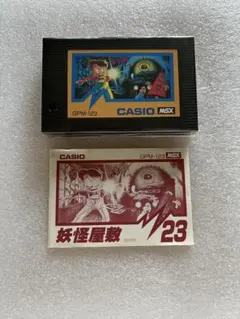 GPM-123
CASIO MSX
CASIO
GPM-123 MSX
妖怪屋敷
23